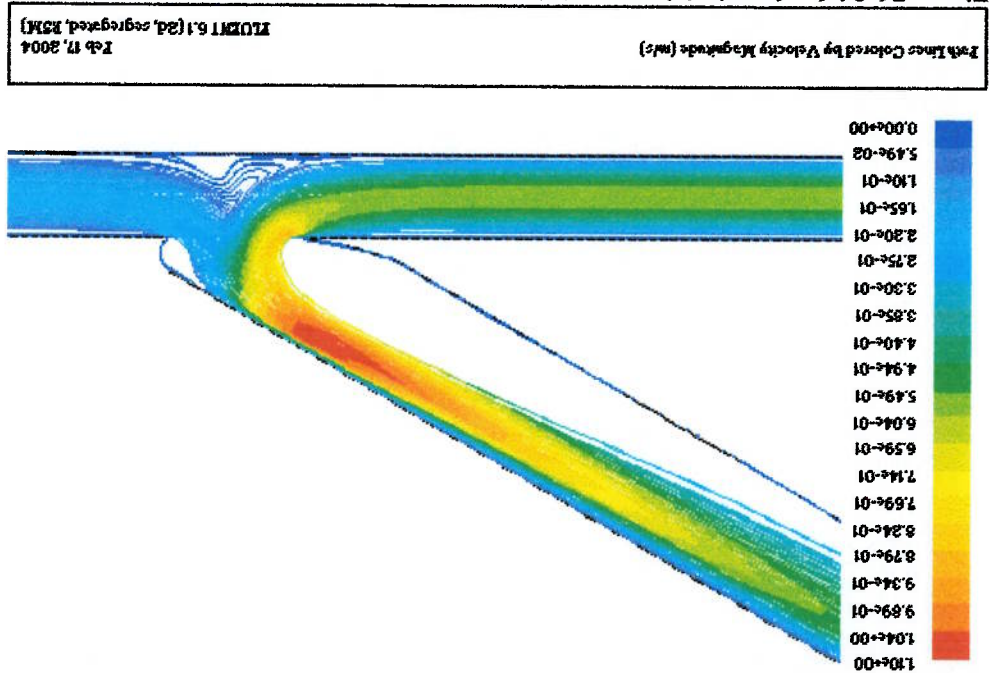 1.10e+00
1.04e+00
9.89e-01
9.34e-01
8.79e-01
8.24e-01
7.69e-01
7.14e-01
6.59e-01
6.04e-01
5.49e-01
4.94e-01
4.40e-01
3.85e-01
3.30e-01
2.75e-01
2.20e-01
1.65e-01
1.10e-01
5.49e-02
0.00e+00
Path Lines Colored by Velocity Magnitude (m/s)
Feb 17, 2004
FLUENT 6.1 (2d, segregated, RSM)